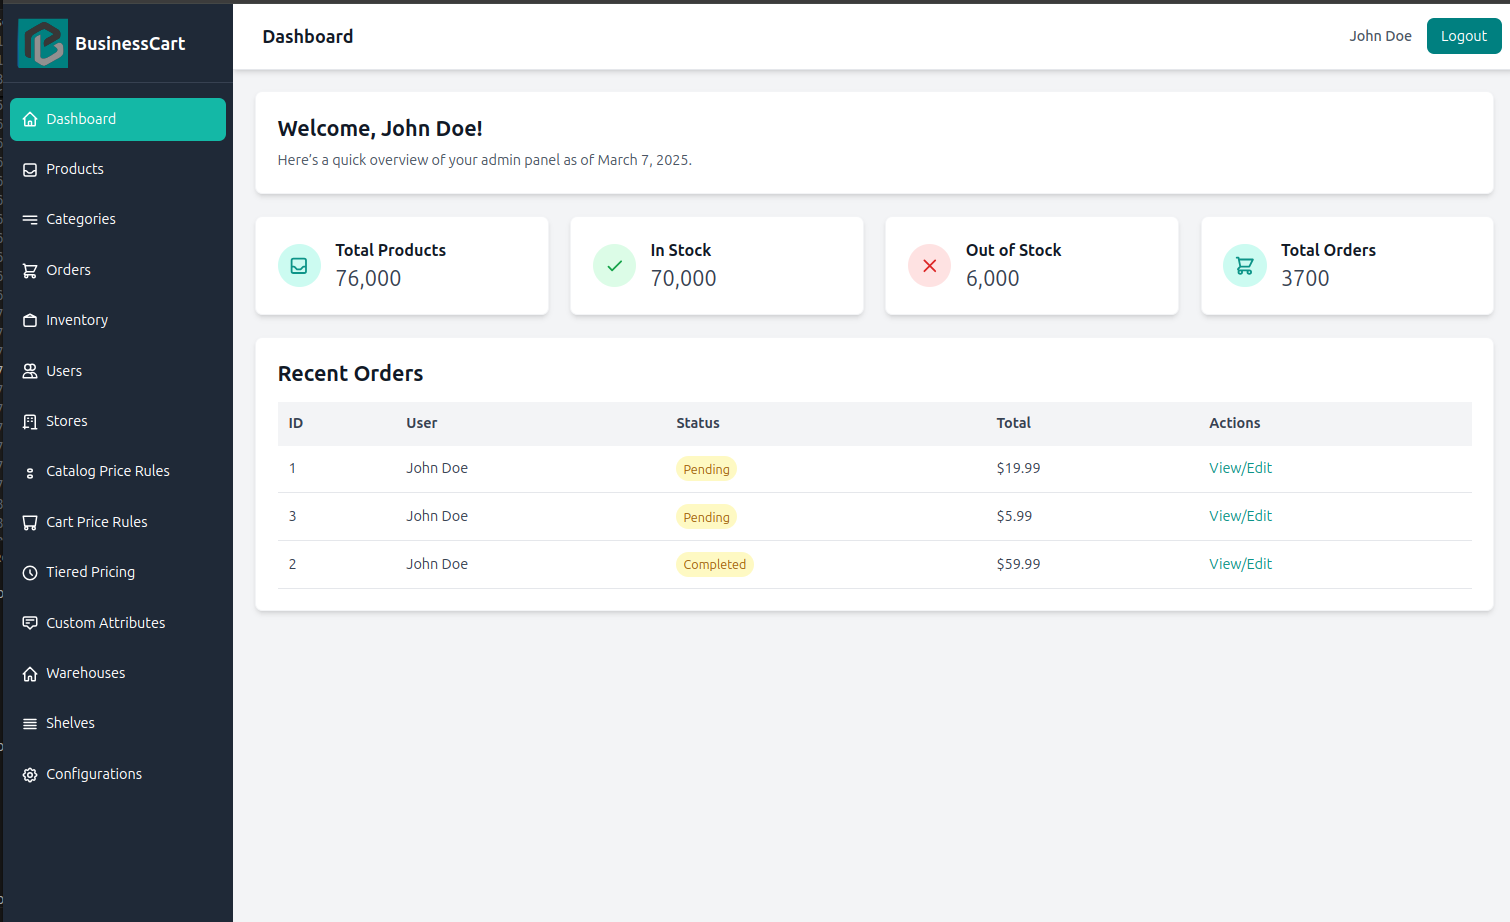 BusinessCart
Dashboard
Products
Categories
Orders
Inventory
Users
Stores
Catalog Price Rules
Cart Price Rules
Tiered Pricing
Custom Attributes
Warehouses
Shelves
Configurations
Dashboard
John Doe
Logout
Welcome, John Doe!
Here's a quick overview of your admin panel as of March 7, 2025.
Total Products
76,000
In Stock
70,000
Out of Stock
6,000
Total Orders
3700
Recent Orders
ID User Status Total Actions
1 John Doe Pending $19.99 View/Edit
3 John Doe Pending $5.99 View/Edit
2 John Doe Completed $59.99 View/Edit